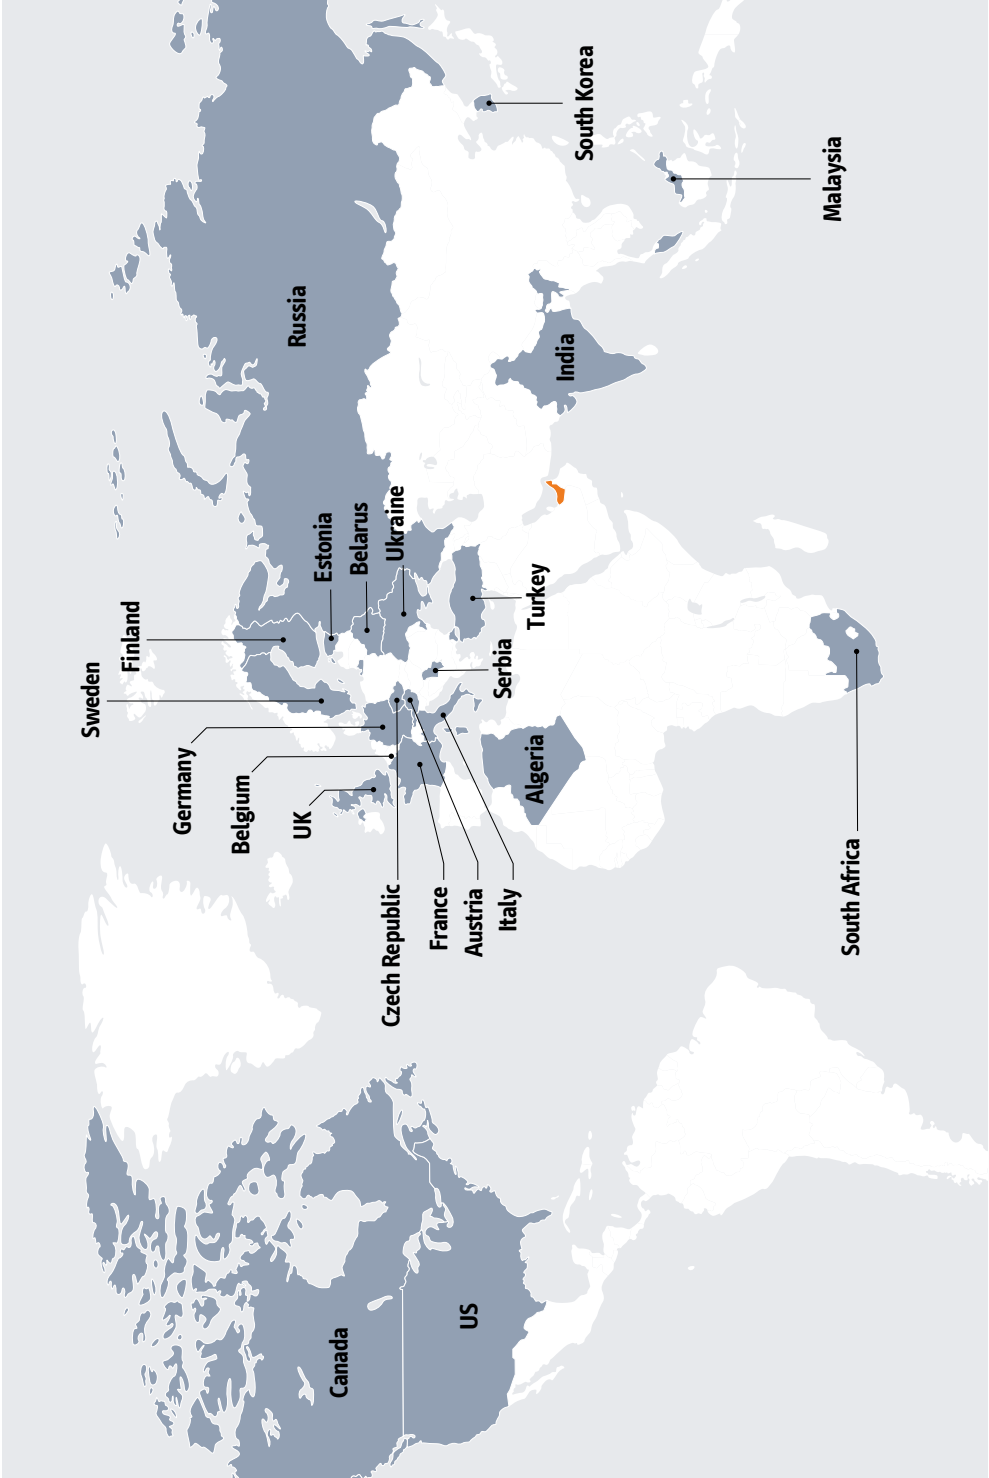 Sweden
Finland
Germany
Belgium
UK
Estonia
Belarus
Ukraine
Russia
Czech Republic
France
Austria
Italy
Serbia
Turkey
Algeria
India
South Korea
Malaysia
South Africa
Canada
US